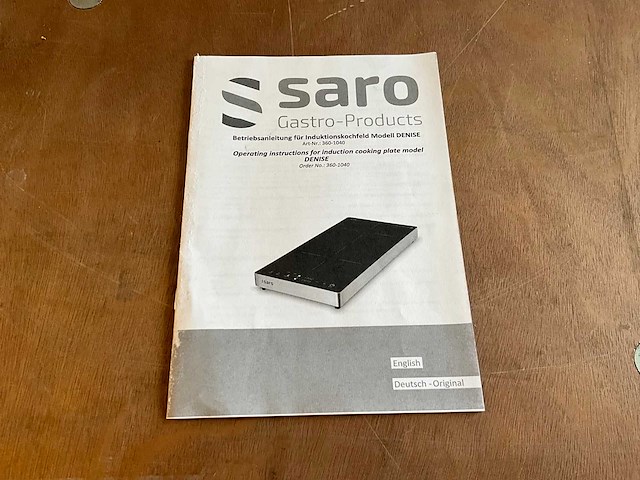 saro
Gastro-Products
Betriebsanleitung für Induktionskochfeld Modell DENISE
Art-Nr.: 360-1040
Operating instructions for induction cooking plate model
DENISE
Order No.: 360-1040
saro
English
Deutsch - Original